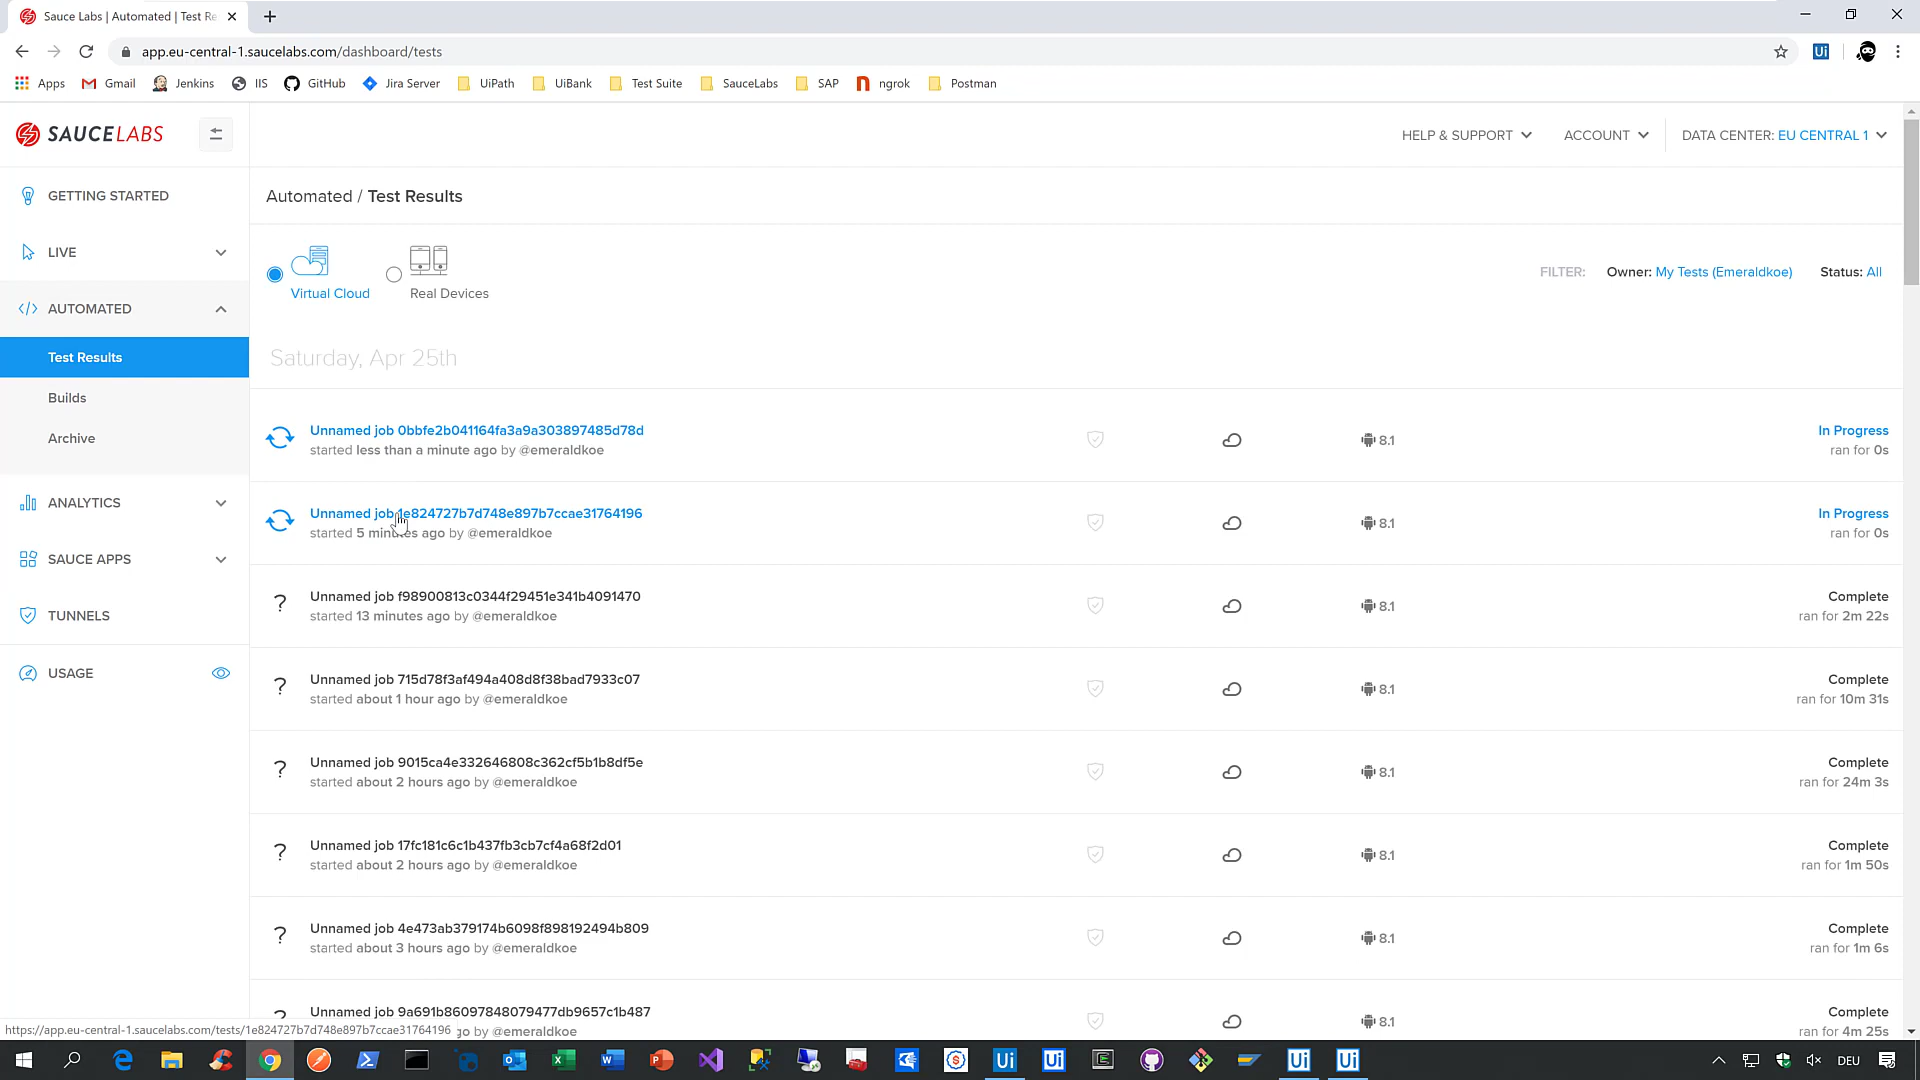 Sauce Labs | Automated | Test Re
app.eu-central-1.saucelabs.com/dashboard/tests
Apps Gmail Jenkins IIS GitHub Jira Server UiPath UiBank Test Suite SauceLabs SAP ngrok Postman
SAUCELABS
HELP & SUPPORT ACCOUNT DATA CENTER: EU CENTRAL 1
GETTING STARTED
LIVE
AUTOMATED
Test Results
Builds
Archive
ANALYTICS
SAUCE APPS
TUNNELS
USAGE
Automated / Test Results
Virtual Cloud Real Devices
FILTER: Owner: My Tests (Emeraldkoe) Status: All
Saturday, Apr 25th
Unnamed job 0bbfe2b041164fa3a9a303897485d78d 8.1 In Progress
started less than a minute ago by @emeraldkoe ran for 0s
Unnamed job 1e824727b7d748e897b7ccae31764196 8.1 In Progress
started 5 minutes ago by @emeraldkoe ran for 0s
? Unnamed job f98900813c0344f29451e341b4091470 8.1 Complete
started 13 minutes ago by @emeraldkoe ran for 2m 22s
? Unnamed job 715d78f3af494a408d8f38bad7933c07 8.1 Complete
started about 1 hour ago by @emeraldkoe ran for 10m 31s
? Unnamed job 9015ca4e332646808c362cf5b1b8df5e 8.1 Complete
started about 2 hours ago by @emeraldkoe ran for 24m 3s
? Unnamed job 17fc181c6c1b437fb3cb7cf4a68f2d01 8.1 Complete
started about 2 hours ago by @emeraldkoe ran for 1m 50s
? Unnamed job 4e473ab379174b6098f898192494b809 8.1 Complete
started about 3 hours ago by @emeraldkoe ran for 1m 6s
? Unnamed job 9a691b86097848079477db9657c1b487 8.1 Complete
go by @emeraldkoe ran for 4m 25s
https://app.eu-central-1.saucelabs.com/tests/1e824727b7d748e897b7ccae31764196
Ui Ui Ui Ui DEU